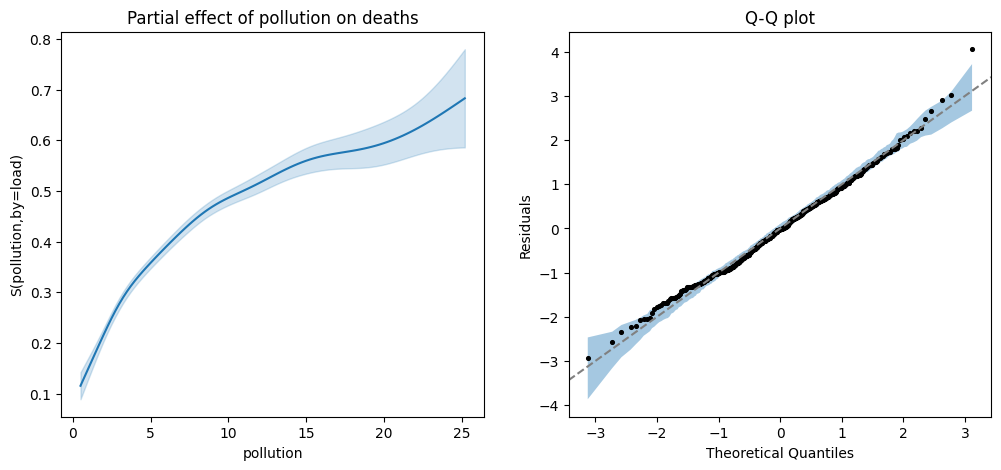 Partial effect of pollution on deaths
S(pollution,by=load)
0.8
0.7
0.6
0.5
0.4
0.3
0.2
0.1
0 5 10 15 20 25
pollution
Q-Q plot
Residuals
4
3
2
1
0
−1
−2
−3
−4
−3 −2 −1 0 1 2 3
Theoretical Quantiles